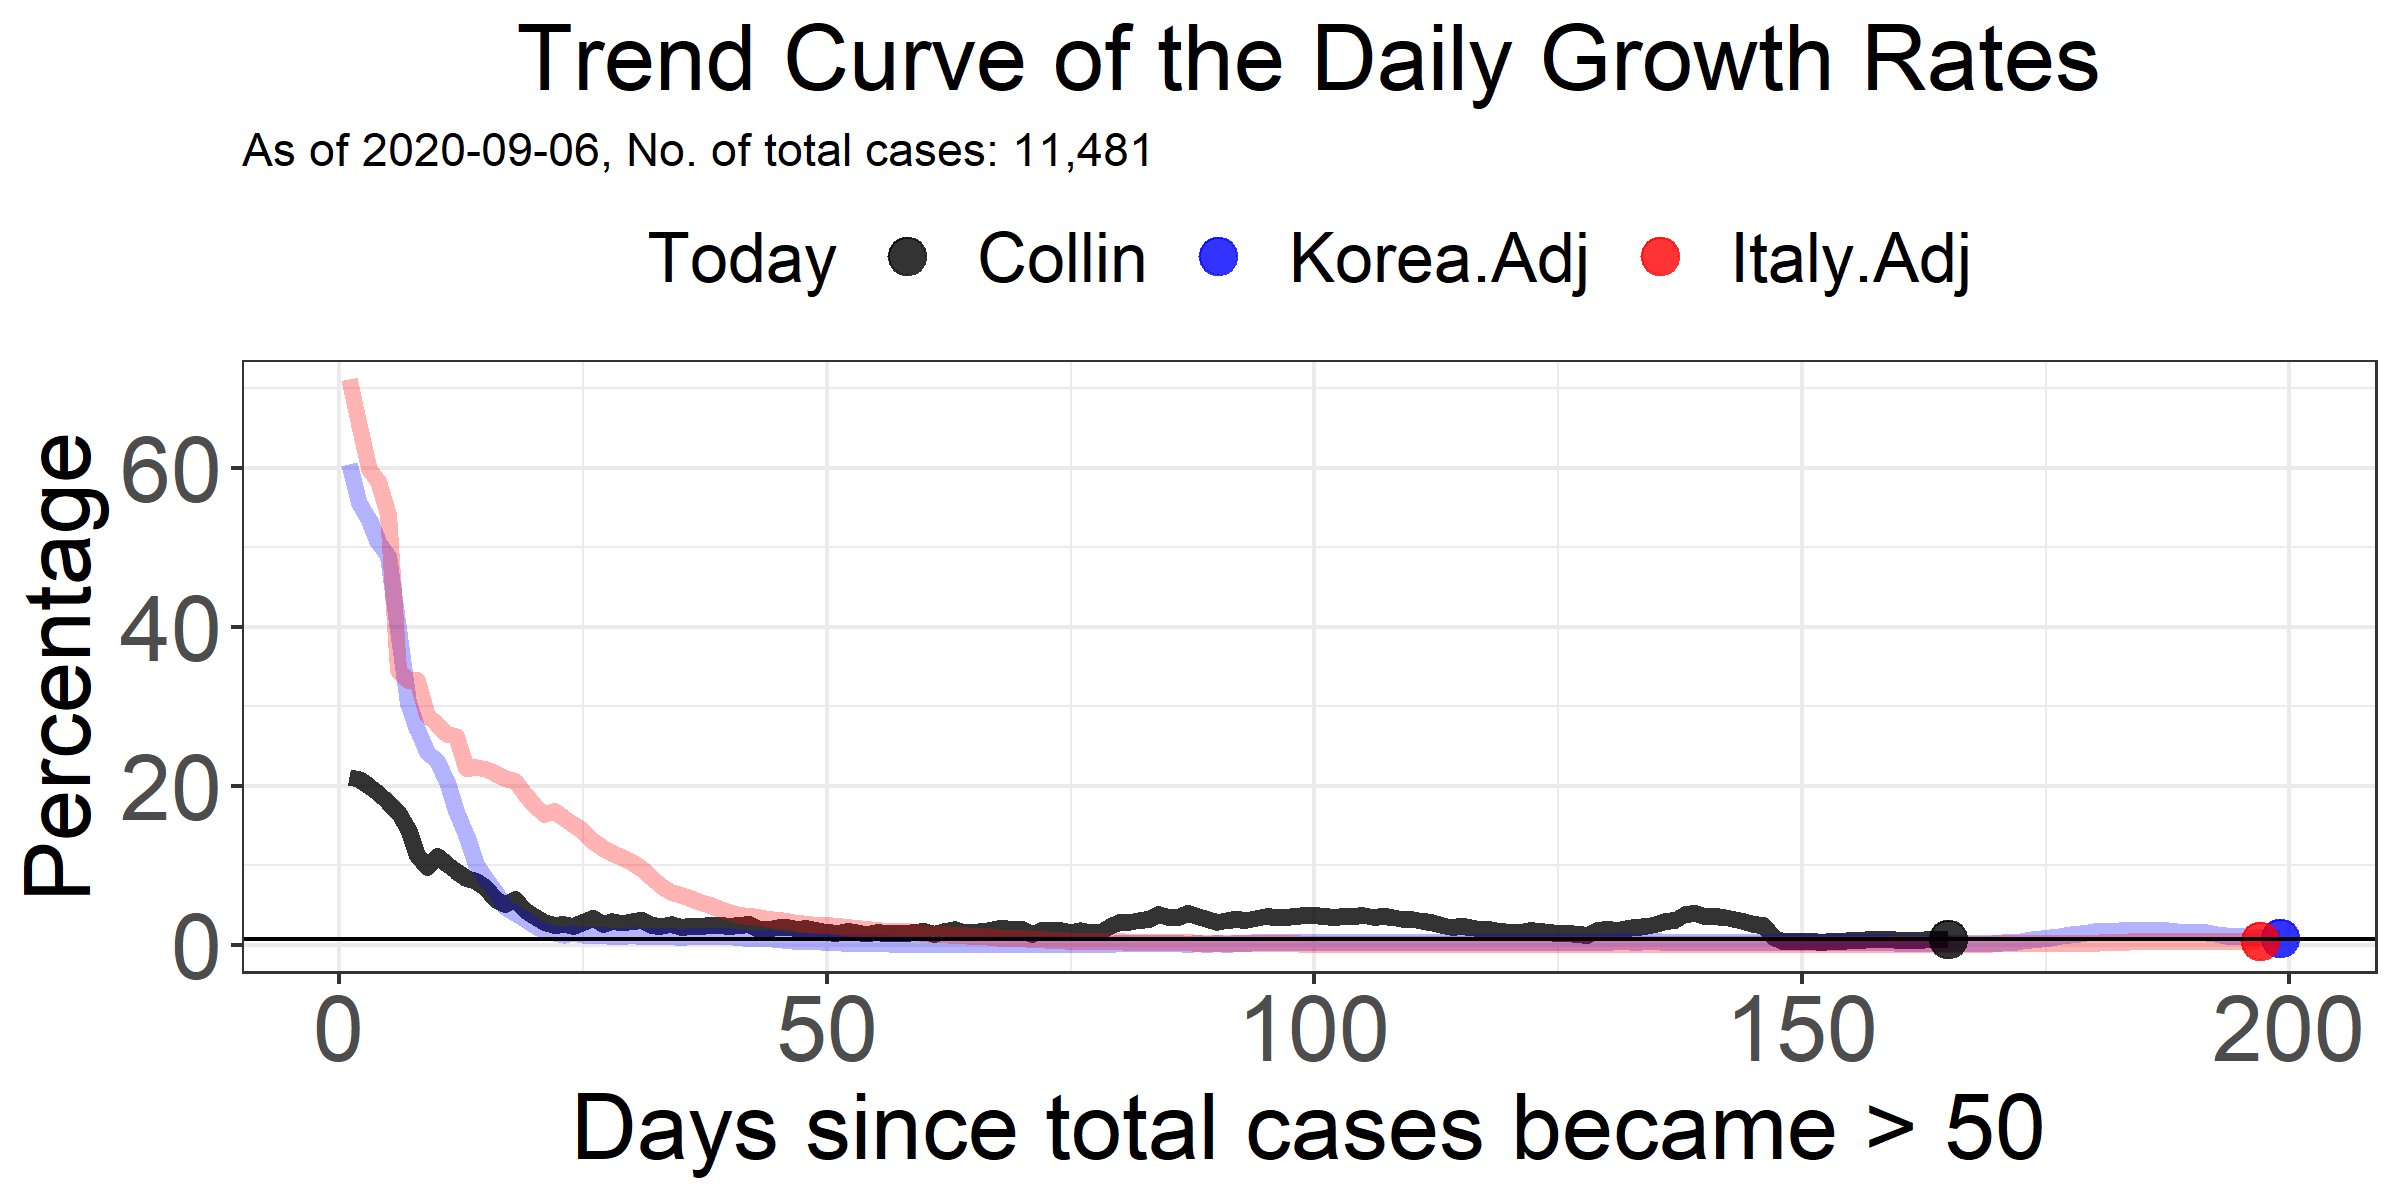 Trend Curve of the Daily Growth Rates
As of 2020-09-06, No. of total cases: 11,481
Today Collin Korea.Adj Italy.Adj
Percentage
60
40
20
0
0 50 100 150 200
Days since total cases became > 50